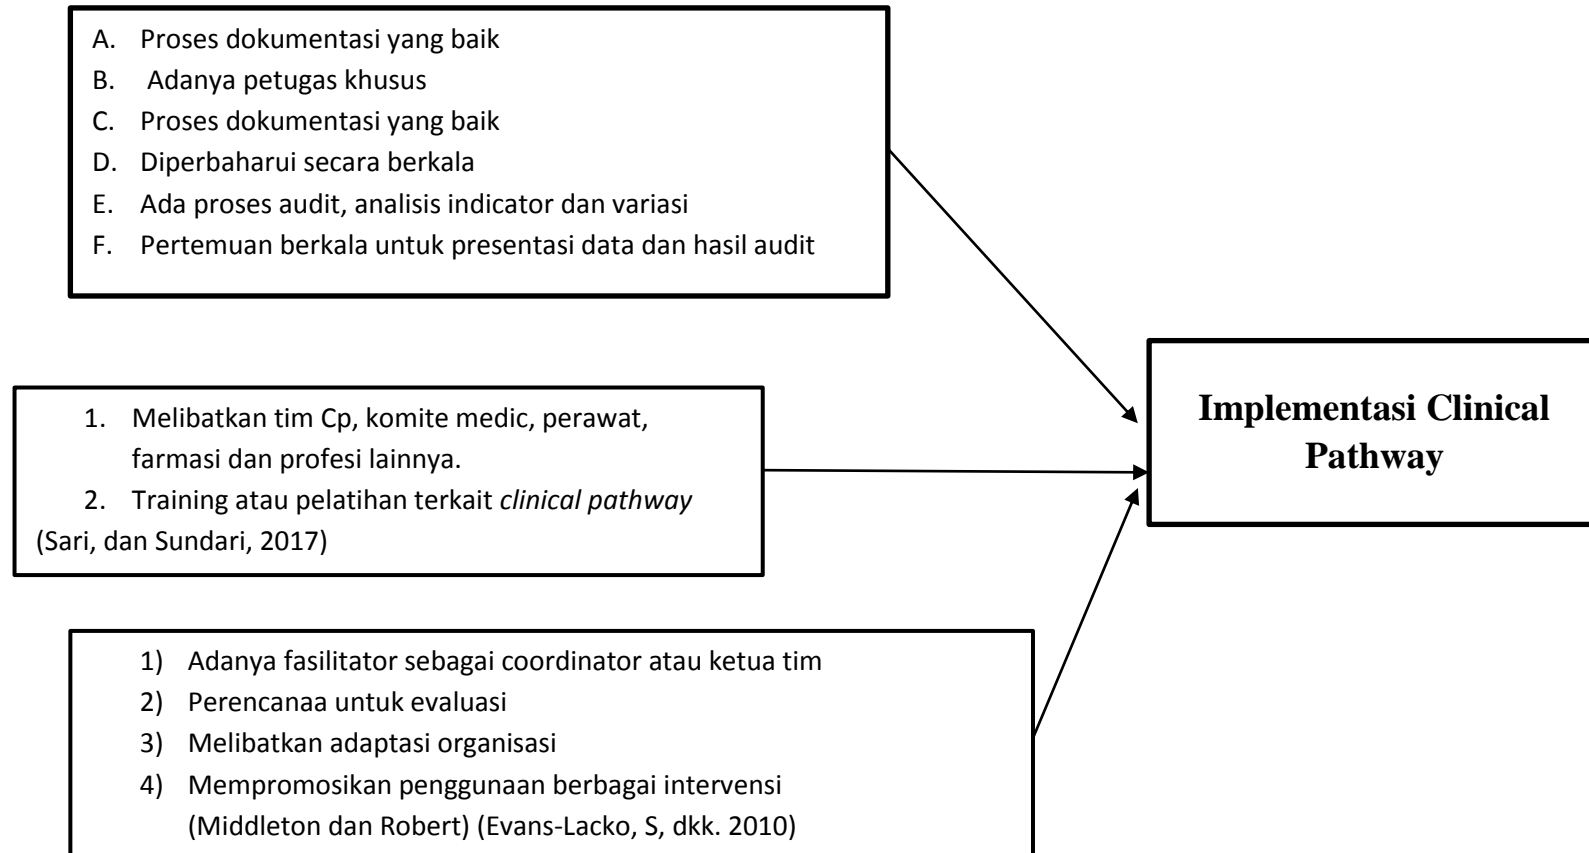 A. Proses dokumentasi yang baik
B. Adanya petugas khusus
C. Proses dokumentasi yang baik
D. Diperbaharui secara berkala
E. Ada proses audit, analisis indicator dan variasi
F. Pertemuan berkala untuk presentasi data dan hasil audit
1. Melibatkan tim Cp, komite medic, perawat,
farmasi dan profesi lainnya.
2. Training atau pelatihan terkait clinical pathway
(Sari, dan Sundari, 2017)
1) Adanya fasilitator sebagai coordinator atau ketua tim
2) Perencanaa untuk evaluasi
3) Melibatkan adaptasi organisasi
4) Mempromosikan penggunaan berbagai intervensi
(Middleton dan Robert) (Evans-Lacko, S, dkk. 2010)
Implementasi Clinical
Pathway